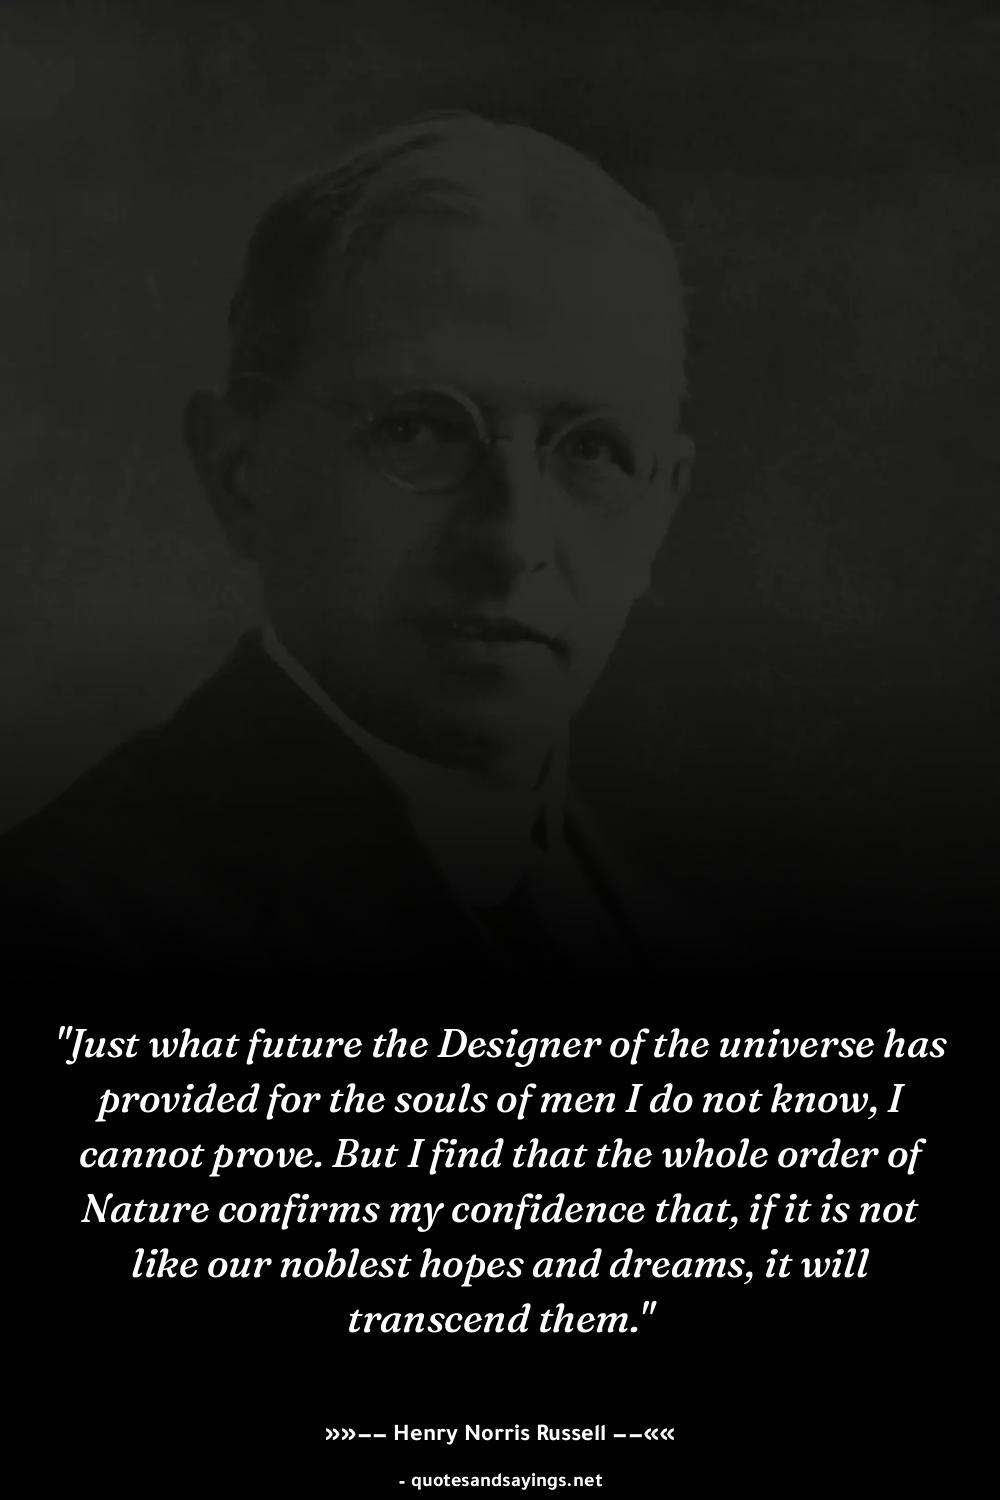 "Just what future the Designer of the universe has
provided for the souls of men I do not know, I
cannot prove. But I find that the whole order of
Nature confirms my confidence that, if it is not
like our noblest hopes and dreams, it will
transcend them."
»»–– Henry Norris Russell ––««
- quotesandsayings.net